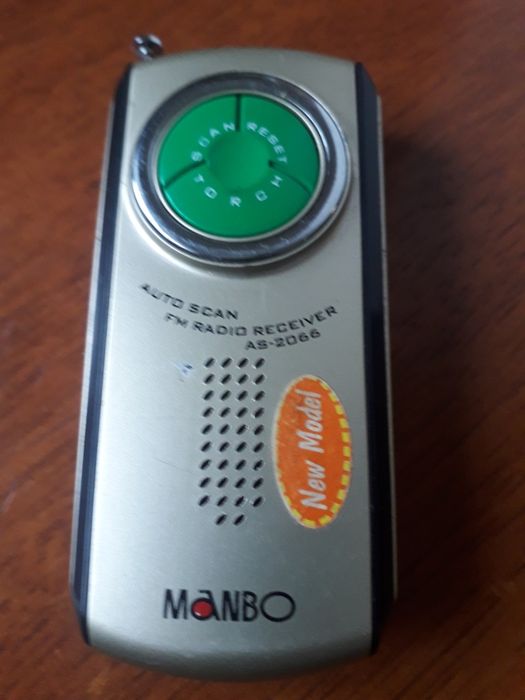 SCAN RESET
TORCH
AUTO SCAN
FM RADIO RECEIVER
AS-2066
New Model
MANBO